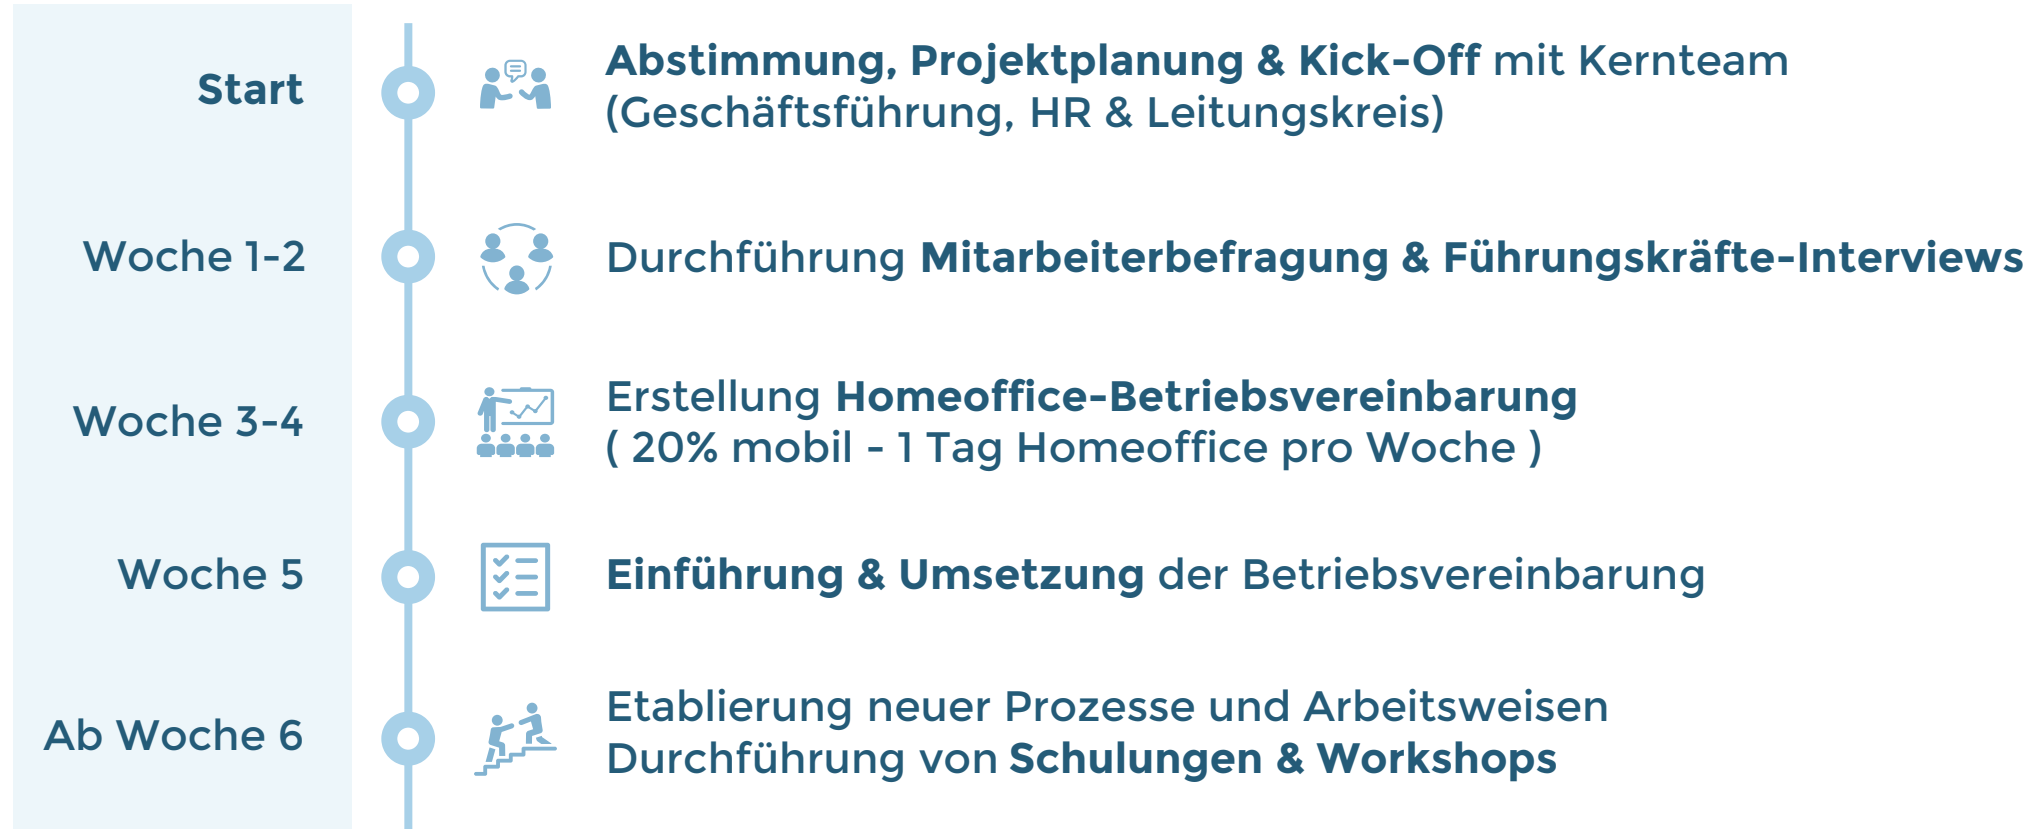 Start
Abstimmung, Projektplanung & Kick-Off mit Kernteam
(Geschäftsführung, HR & Leitungskreis)
Woche 1-2
Durchführung Mitarbeiterbefragung & Führungskräfte-Interviews
Woche 3-4
Erstellung Homeoffice-Betriebsvereinbarung
( 20% mobil - 1 Tag Homeoffice pro Woche )
Woche 5
Einführung & Umsetzung der Betriebsvereinbarung
Ab Woche 6
Etablierung neuer Prozesse und Arbeitsweisen
Durchführung von Schulungen & Workshops